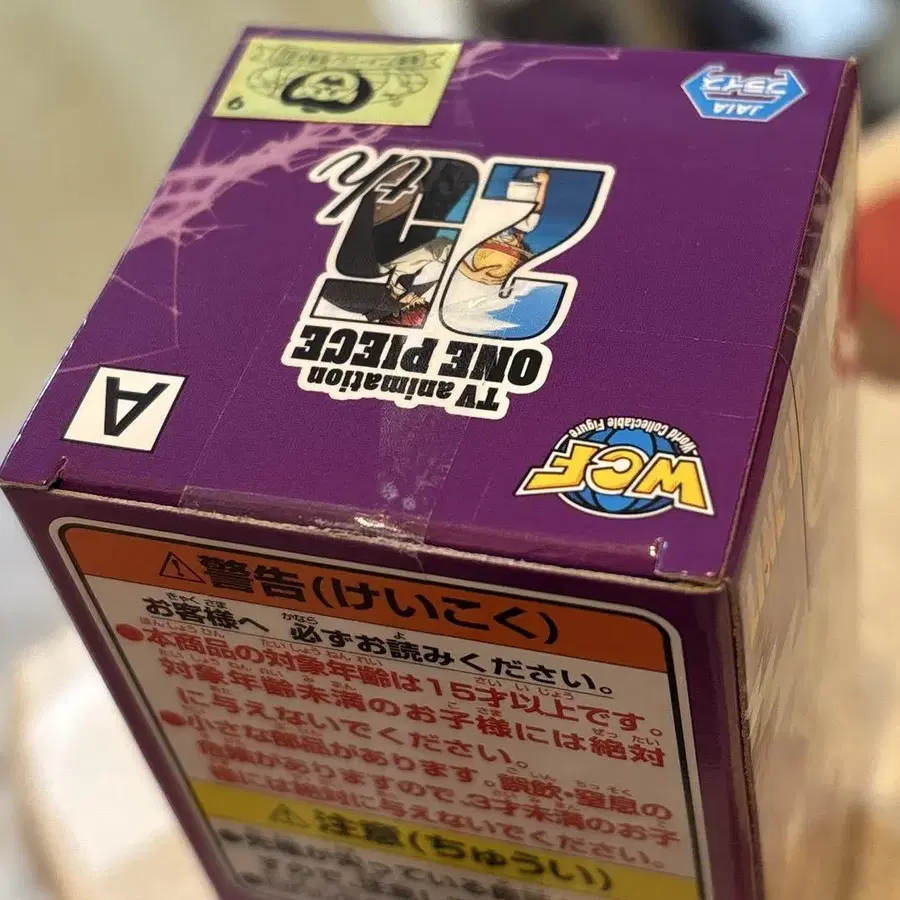 JAIA
プライズ
25th
TV animation
ONE PIECE
A
WCF
World Collectable Figure
⚠警告(けいこく)
お客様へ 必ずお読みください。
●本商品の対象年齢は15才以上です。
対象年齢未満のお子様には絶対
に与えないでください。
●小さな部品があります。誤飲・窒息の
危険がありますので、3才未満のお子
様には絶対に与えないでください。
⚠注意(ちゅうい)